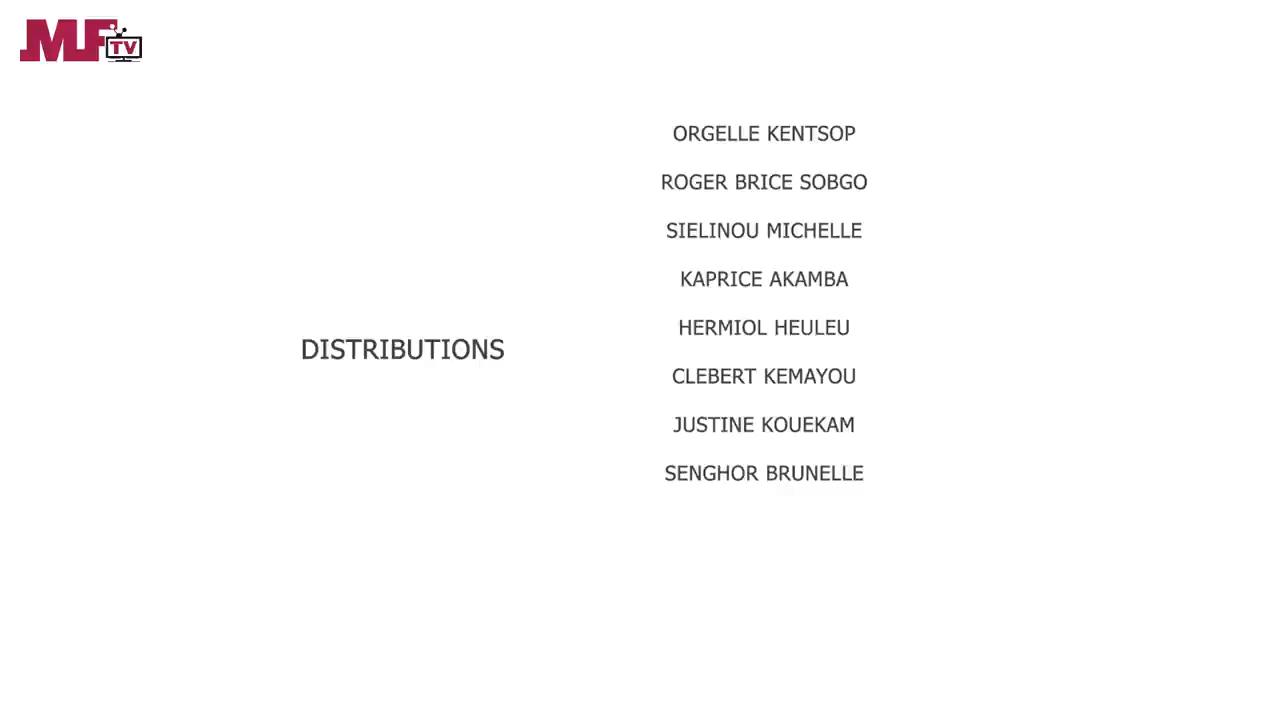 MF TV
ORGELLE KENTSOP
ROGER BRICE SOBGO
SIELINOU MICHELLE
KAPRICE AKAMBA
HERMIOL HEULEU
DISTRIBUTIONS
CLEBERT KEMAYOU
JUSTINE KOUEKAM
SENGHOR BRUNELLE